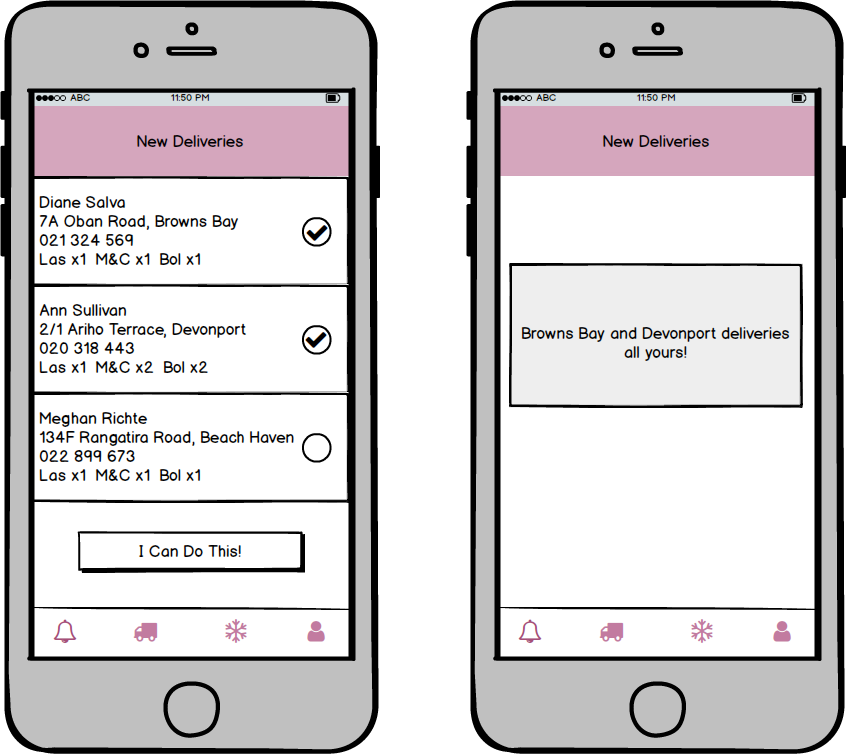 ABC 11:50 PM
New Deliveries
Diane Salva
7A Oban Road, Browns Bay
021 324 569
Las x1 M&C x1 Bol x1
Ann Sullivan
2/1 Ariho Terrace, Devonport
020 318 443
Las x1 M&C x2 Bol x2
Meghan Richte
134F Rangatira Road, Beach Haven
022 899 673
Las x1 M&C x1 Bol x1
I Can Do This!
ABC 11:50 PM
New Deliveries
Browns Bay and Devonport deliveries
all yours!